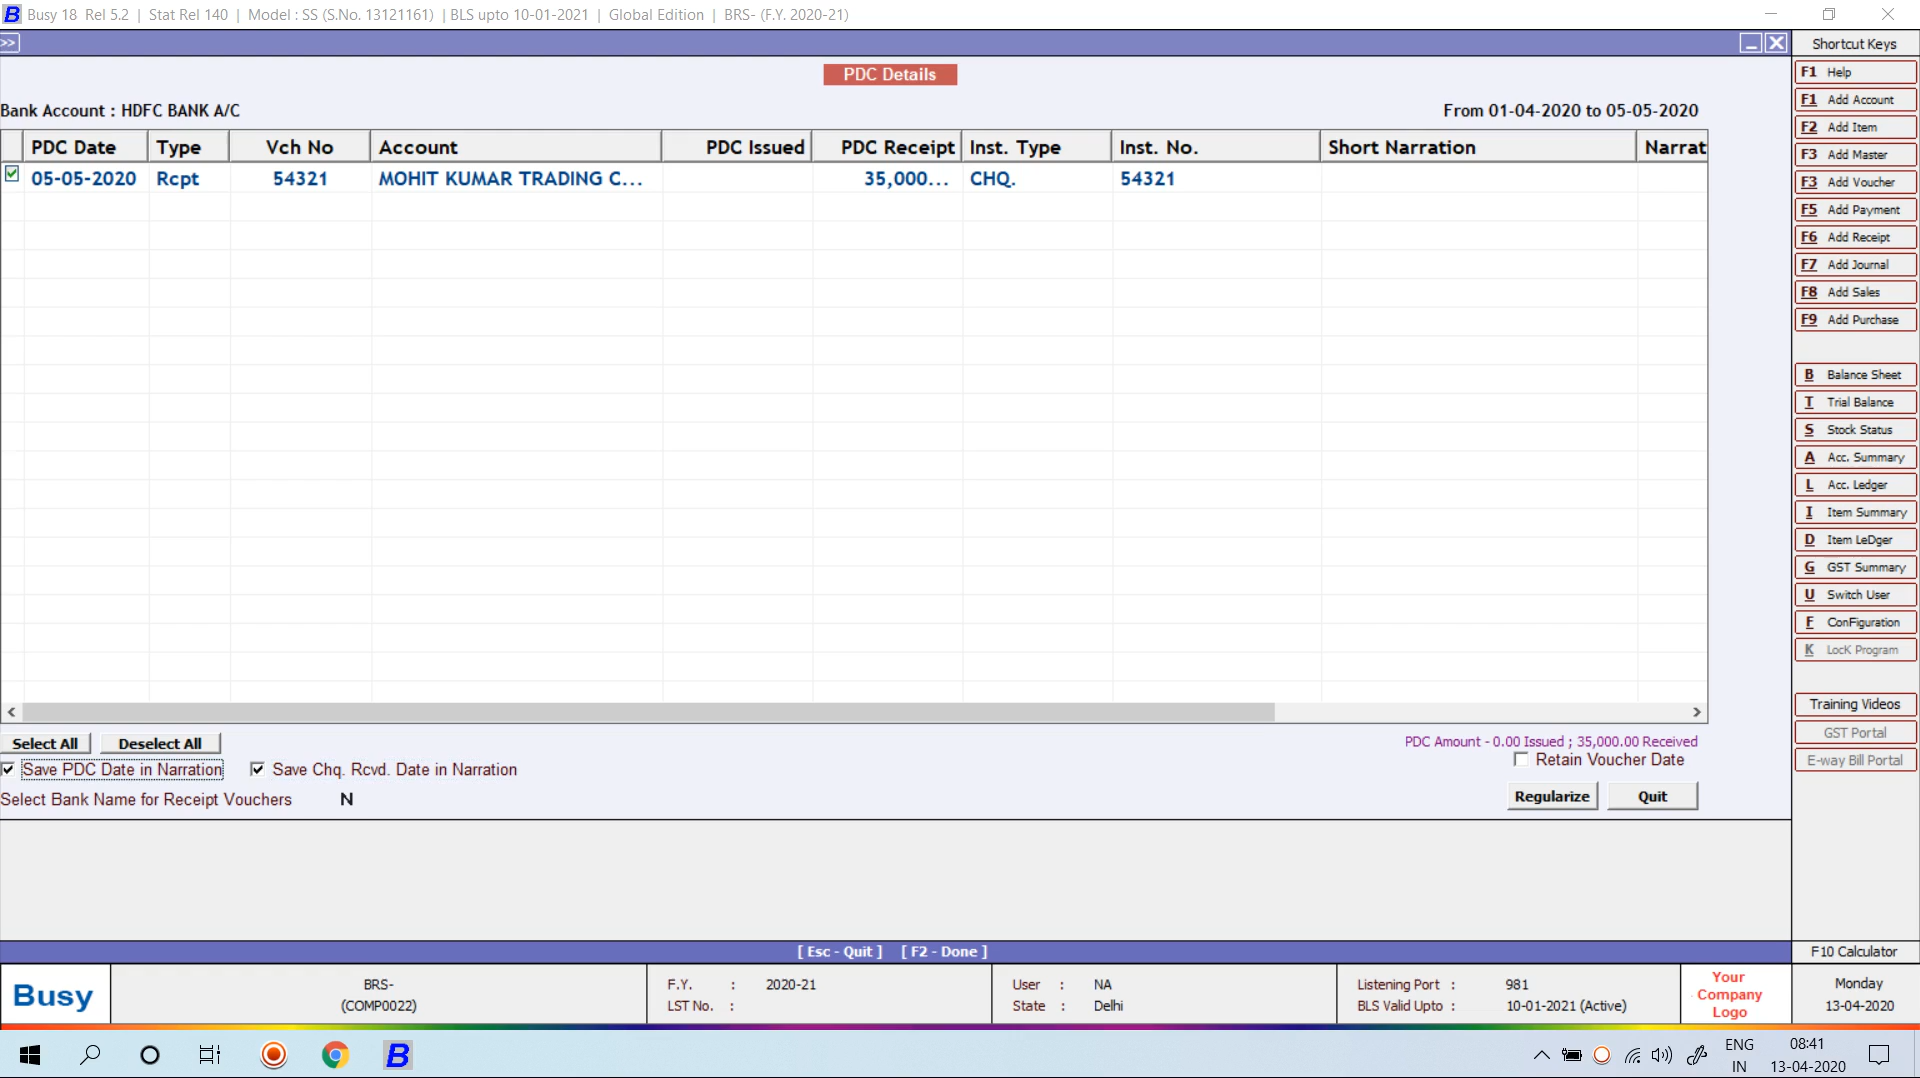 Busy 18 Rel 5.2 | Stat Rel 140 | Model : SS (S.No. 13121161) | BLS upto 10-01-2021 | Global Edition | BRS- (F.Y. 2020-21)
>>
PDC Details
Bank Account : HDFC BANK A/C From 01-04-2020 to 05-05-2020
PDC Date Type Vch No Account PDC Issued PDC Receipt Inst. Type Inst. No. Short Narration Narrat
05-05-2020 Rcpt 54321 MOHIT KUMAR TRADING C... 35,000... CHQ. 54321
Select All Deselect All
PDC Amount - 0.00 Issued ; 35,000.00 Received
Save PDC Date in Narration Save Chq. Rcvd. Date in Narration
Retain Voucher Date
Select Bank Name for Receipt Vouchers N
Regularize Quit
[ Esc - Quit ] [ F2 - Done ]
Shortcut Keys
F1 Help
F1 Add Account
F2 Add Item
F3 Add Master
F3 Add Voucher
F5 Add Payment
F6 Add Receipt
F7 Add Journal
F8 Add Sales
F9 Add Purchase
B Balance Sheet
T Trial Balance
S Stock Status
A Acc. Summary
L Acc. Ledger
I Item Summary
D Item LeDger
G GST Summary
U Switch User
F ConFiguration
K LocK Program
Training Videos
GST Portal
E-way Bill Portal
F10 Calculator
Busy
BRS-
(COMP0022)
F.Y. : 2020-21
LST No. :
User : NA
State : Delhi
Listening Port : 981
BLS Valid Upto : 10-01-2021 (Active)
Your
Company
Logo
Monday
13-04-2020
B
ENG
IN
08:41
13-04-2020